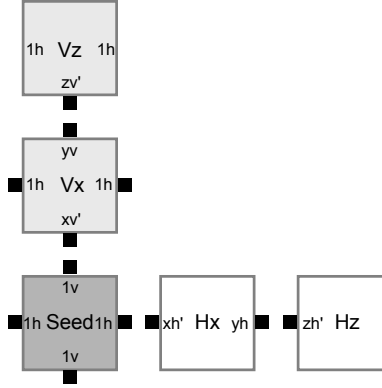 1h Vz 1h
zv'
yv
1h Vx 1h
xv'
1v
1h Seed 1h
1v
xh' Hx yh
zh' Hz